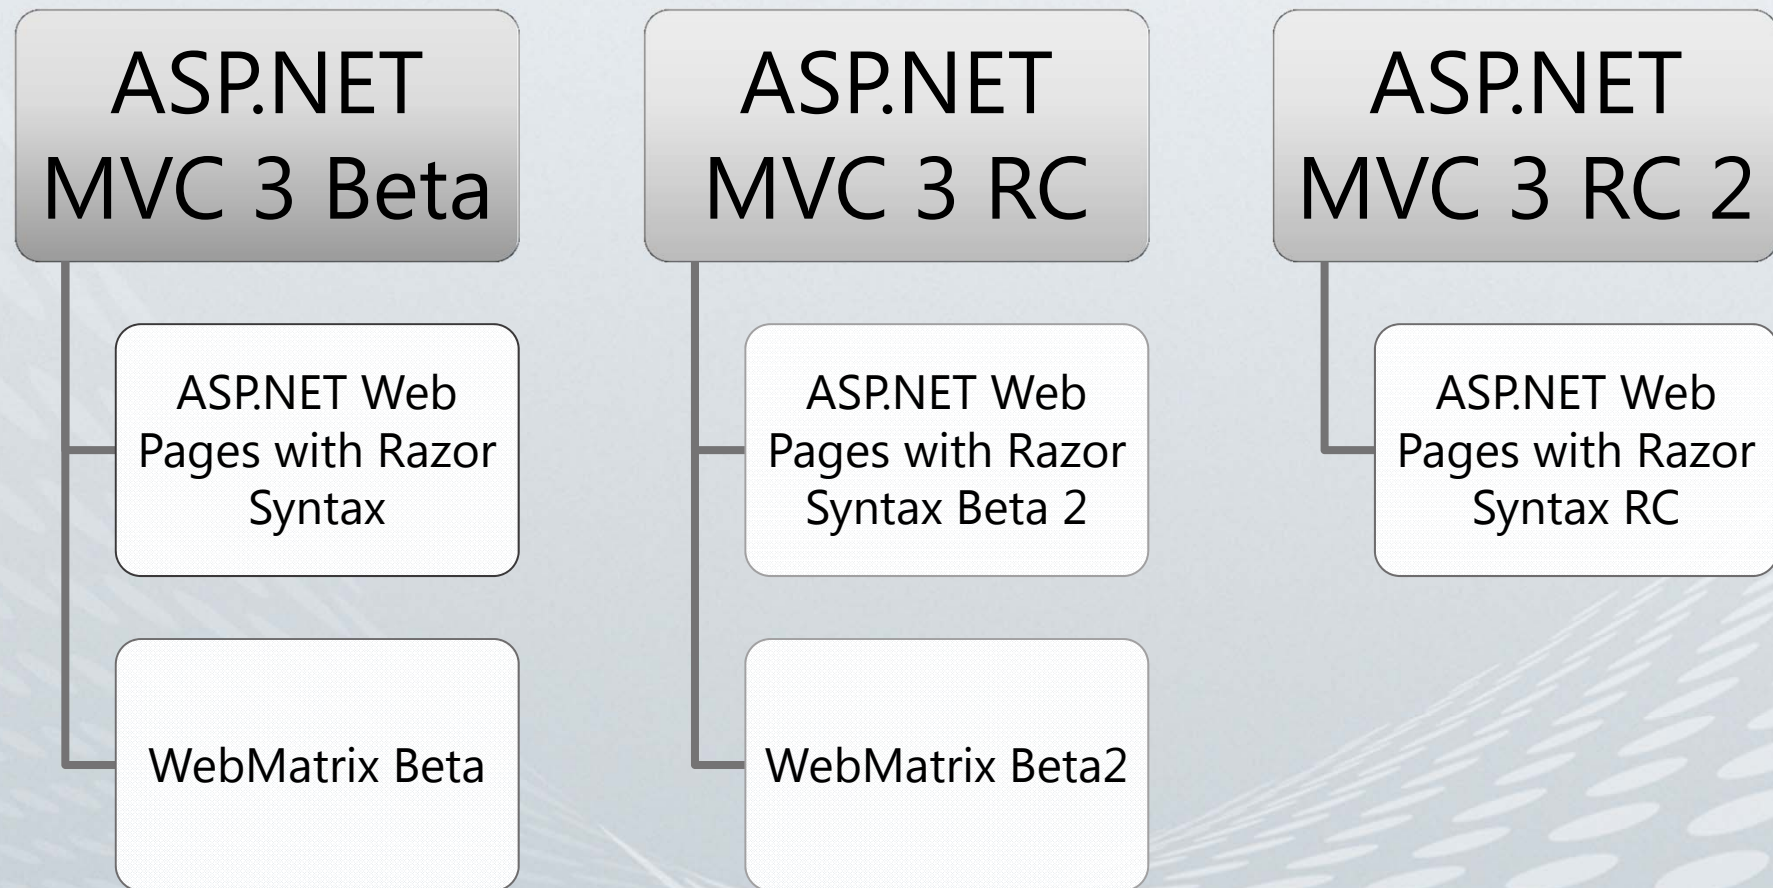 ASP.NET
MVC 3 Beta
ASP.NET Web
Pages with Razor
Syntax
WebMatrix Beta
ASP.NET
MVC 3 RC
ASP.NET Web
Pages with Razor
Syntax Beta 2
WebMatrix Beta2
ASP.NET
MVC 3 RC 2
ASP.NET Web
Pages with Razor
Syntax RC